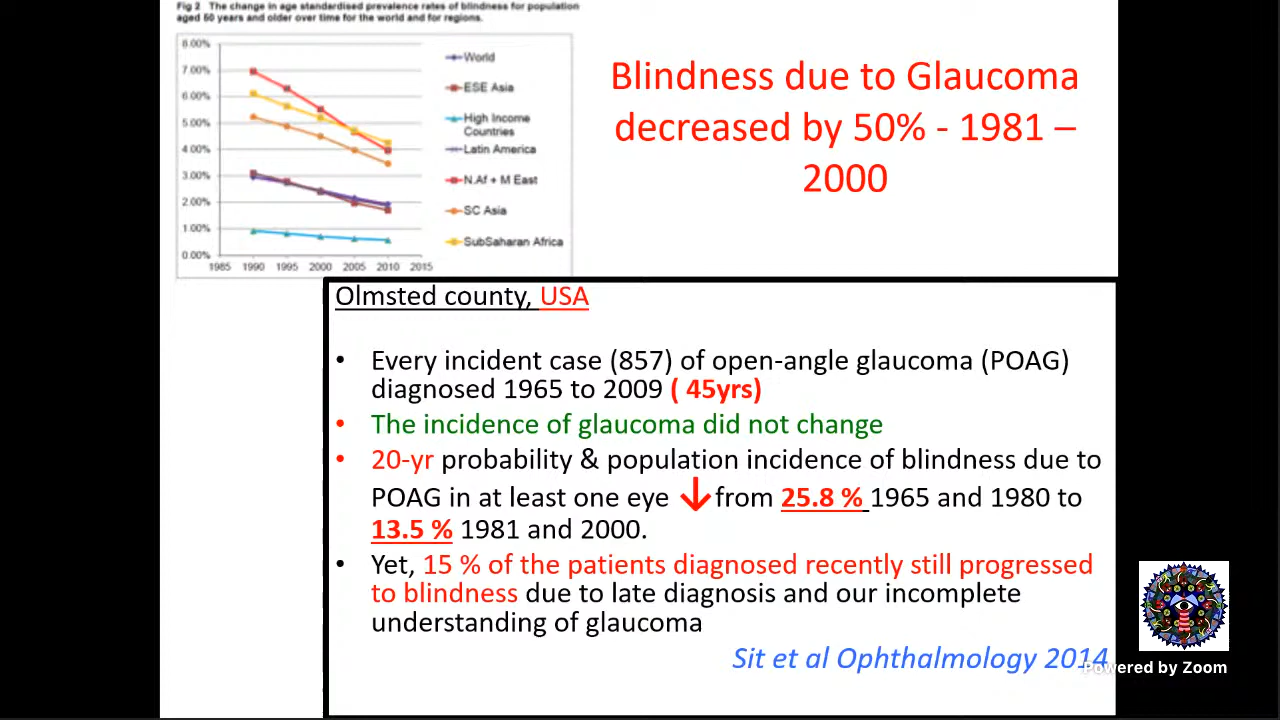 Fig 2 The change in age standardised prevalence rates of blindness for population
aged 50 years and older over time for the world and for regions.
8.00%
7.00%
6.00%
5.00%
4.00%
3.00%
2.00%
1.00%
0.00%
1985 1990 1995 2000 2005 2010 2015
World
ESE Asia
High Income
Countries
Latin America
N.Af + M East
SC Asia
SubSaharan Africa
Blindness due to Glaucoma
decreased by 50% - 1981 –
2000
Olmsted county, USA
• Every incident case (857) of open-angle glaucoma (POAG)
diagnosed 1965 to 2009 ( 45yrs)
• The incidence of glaucoma did not change
• 20-yr probability & population incidence of blindness due to
POAG in at least one eye ↓ from 25.8 % 1965 and 1980 to
13.5 % 1981 and 2000.
• Yet, 15 % of the patients diagnosed recently still progressed
to blindness due to late diagnosis and our incomplete
understanding of glaucoma
Sit et al Ophthalmology 2014
Powered by Zoom